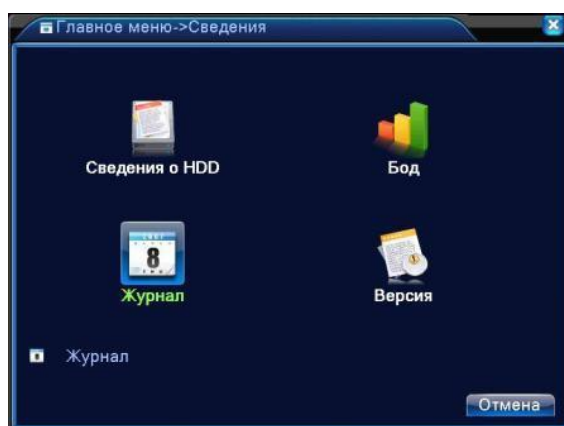 Главное меню->Сведения
Сведения о HDD
Бод
8
Журнал
Версия
Журнал
Отмена